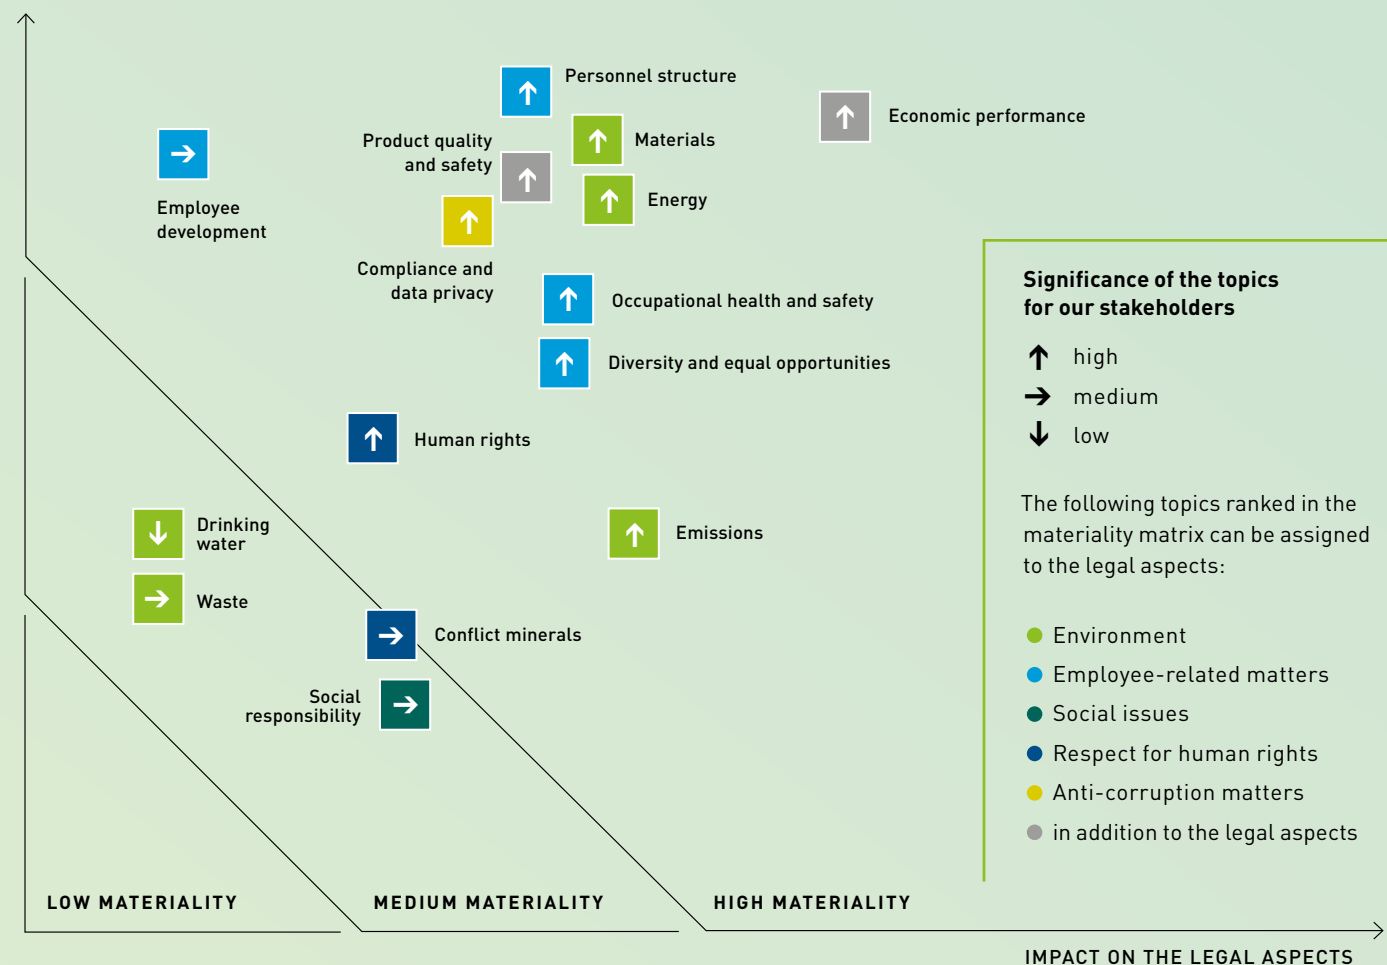 Personnel structure
Economic performance
Product quality
and safety
Materials
Employee
development
Energy
Compliance and
data privacy
Occupational health and safety
Diversity and equal opportunities
Human rights
Drinking
water
Emissions
Waste
Conflict minerals
Social
responsibility
Significance of the topics
for our stakeholders
high
medium
low
The following topics ranked in the
materiality matrix can be assigned
to the legal aspects:
Environment
Employee-related matters
Social issues
Respect for human rights
Anti-corruption matters
in addition to the legal aspects
LOW MATERIALITY
MEDIUM MATERIALITY
HIGH MATERIALITY
IMPACT ON THE LEGAL ASPECTS